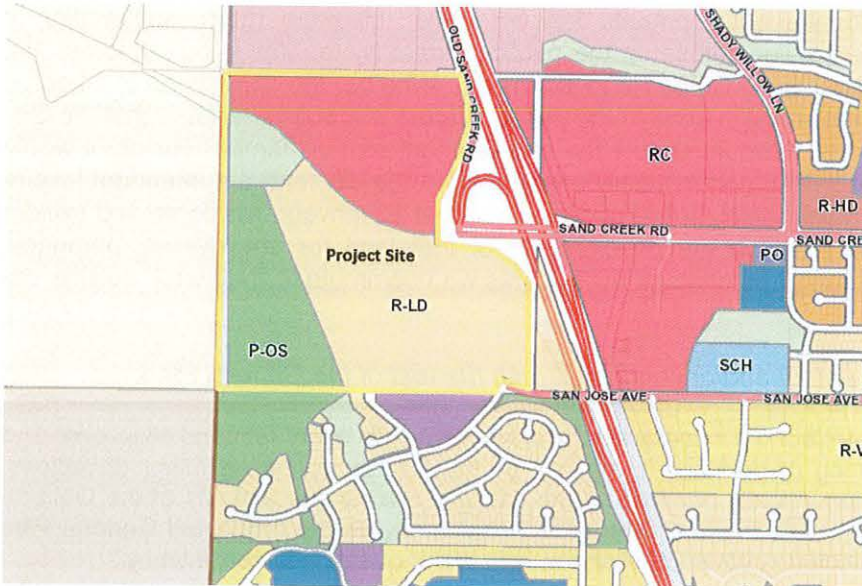 OLD SAND CREEK RD
SHADY WILLOW LN
RC
R-HD
SAND CREEK RD
SAND CRE
PO
Project Site
R-LD
P-OS
SCH
SAN JOSE AVE
SAN JOSE AVE
R-V